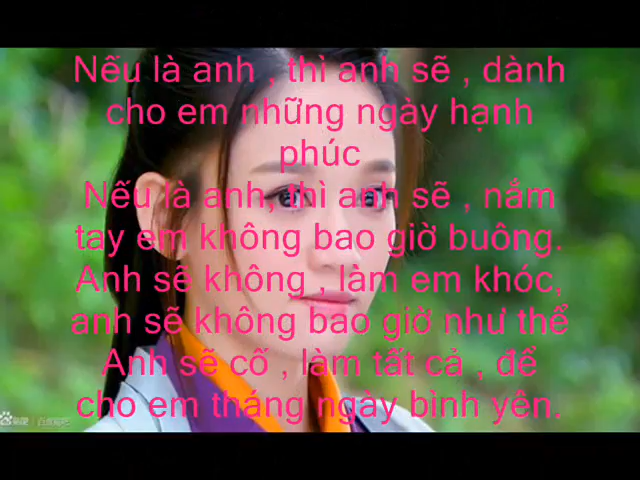 Nếu là anh , thì anh sẽ , dành
cho em những ngày hạnh
phúc
Nếu là anh, thì anh sẽ , nắm
tay em không bao giờ buông.
Anh sẽ không , làm em khóc,
anh sẽ không bao giờ như thể
Anh sẽ cố , làm tất cả , để
cho em tháng ngày bình yên.